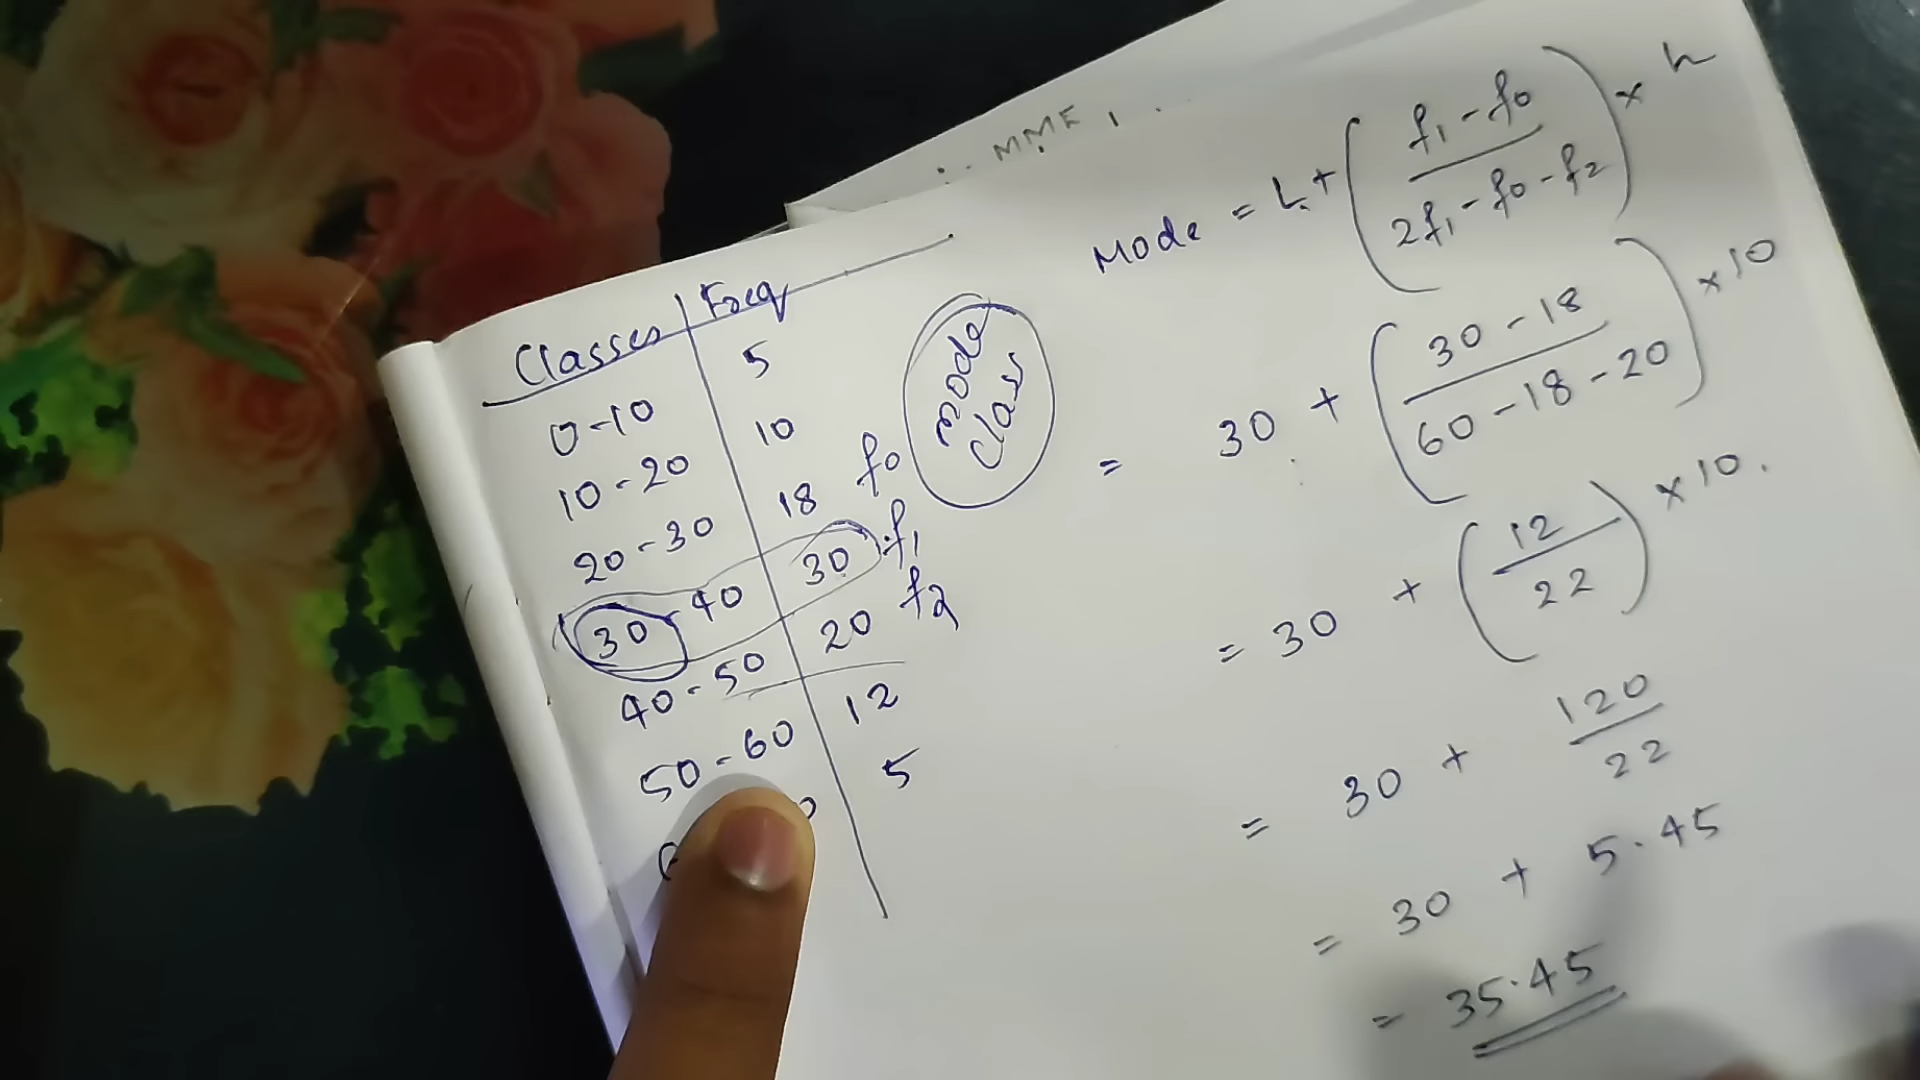 MME
Classes Freq
0-10 5
10-20 10
20-30 18 f0
30-40 30 f1
40-50 20 f2
50-60 12
5
mode
class
Mode = L + ( f1 - f0 / 2f1 - f0 - f2 ) × h
= 30 + ( 30 - 18 / 60 - 18 - 20 ) × 10
= 30 + ( 12 / 22 ) × 10.
= 30 + 120 / 22
= 30 + 5.45
= 35.45